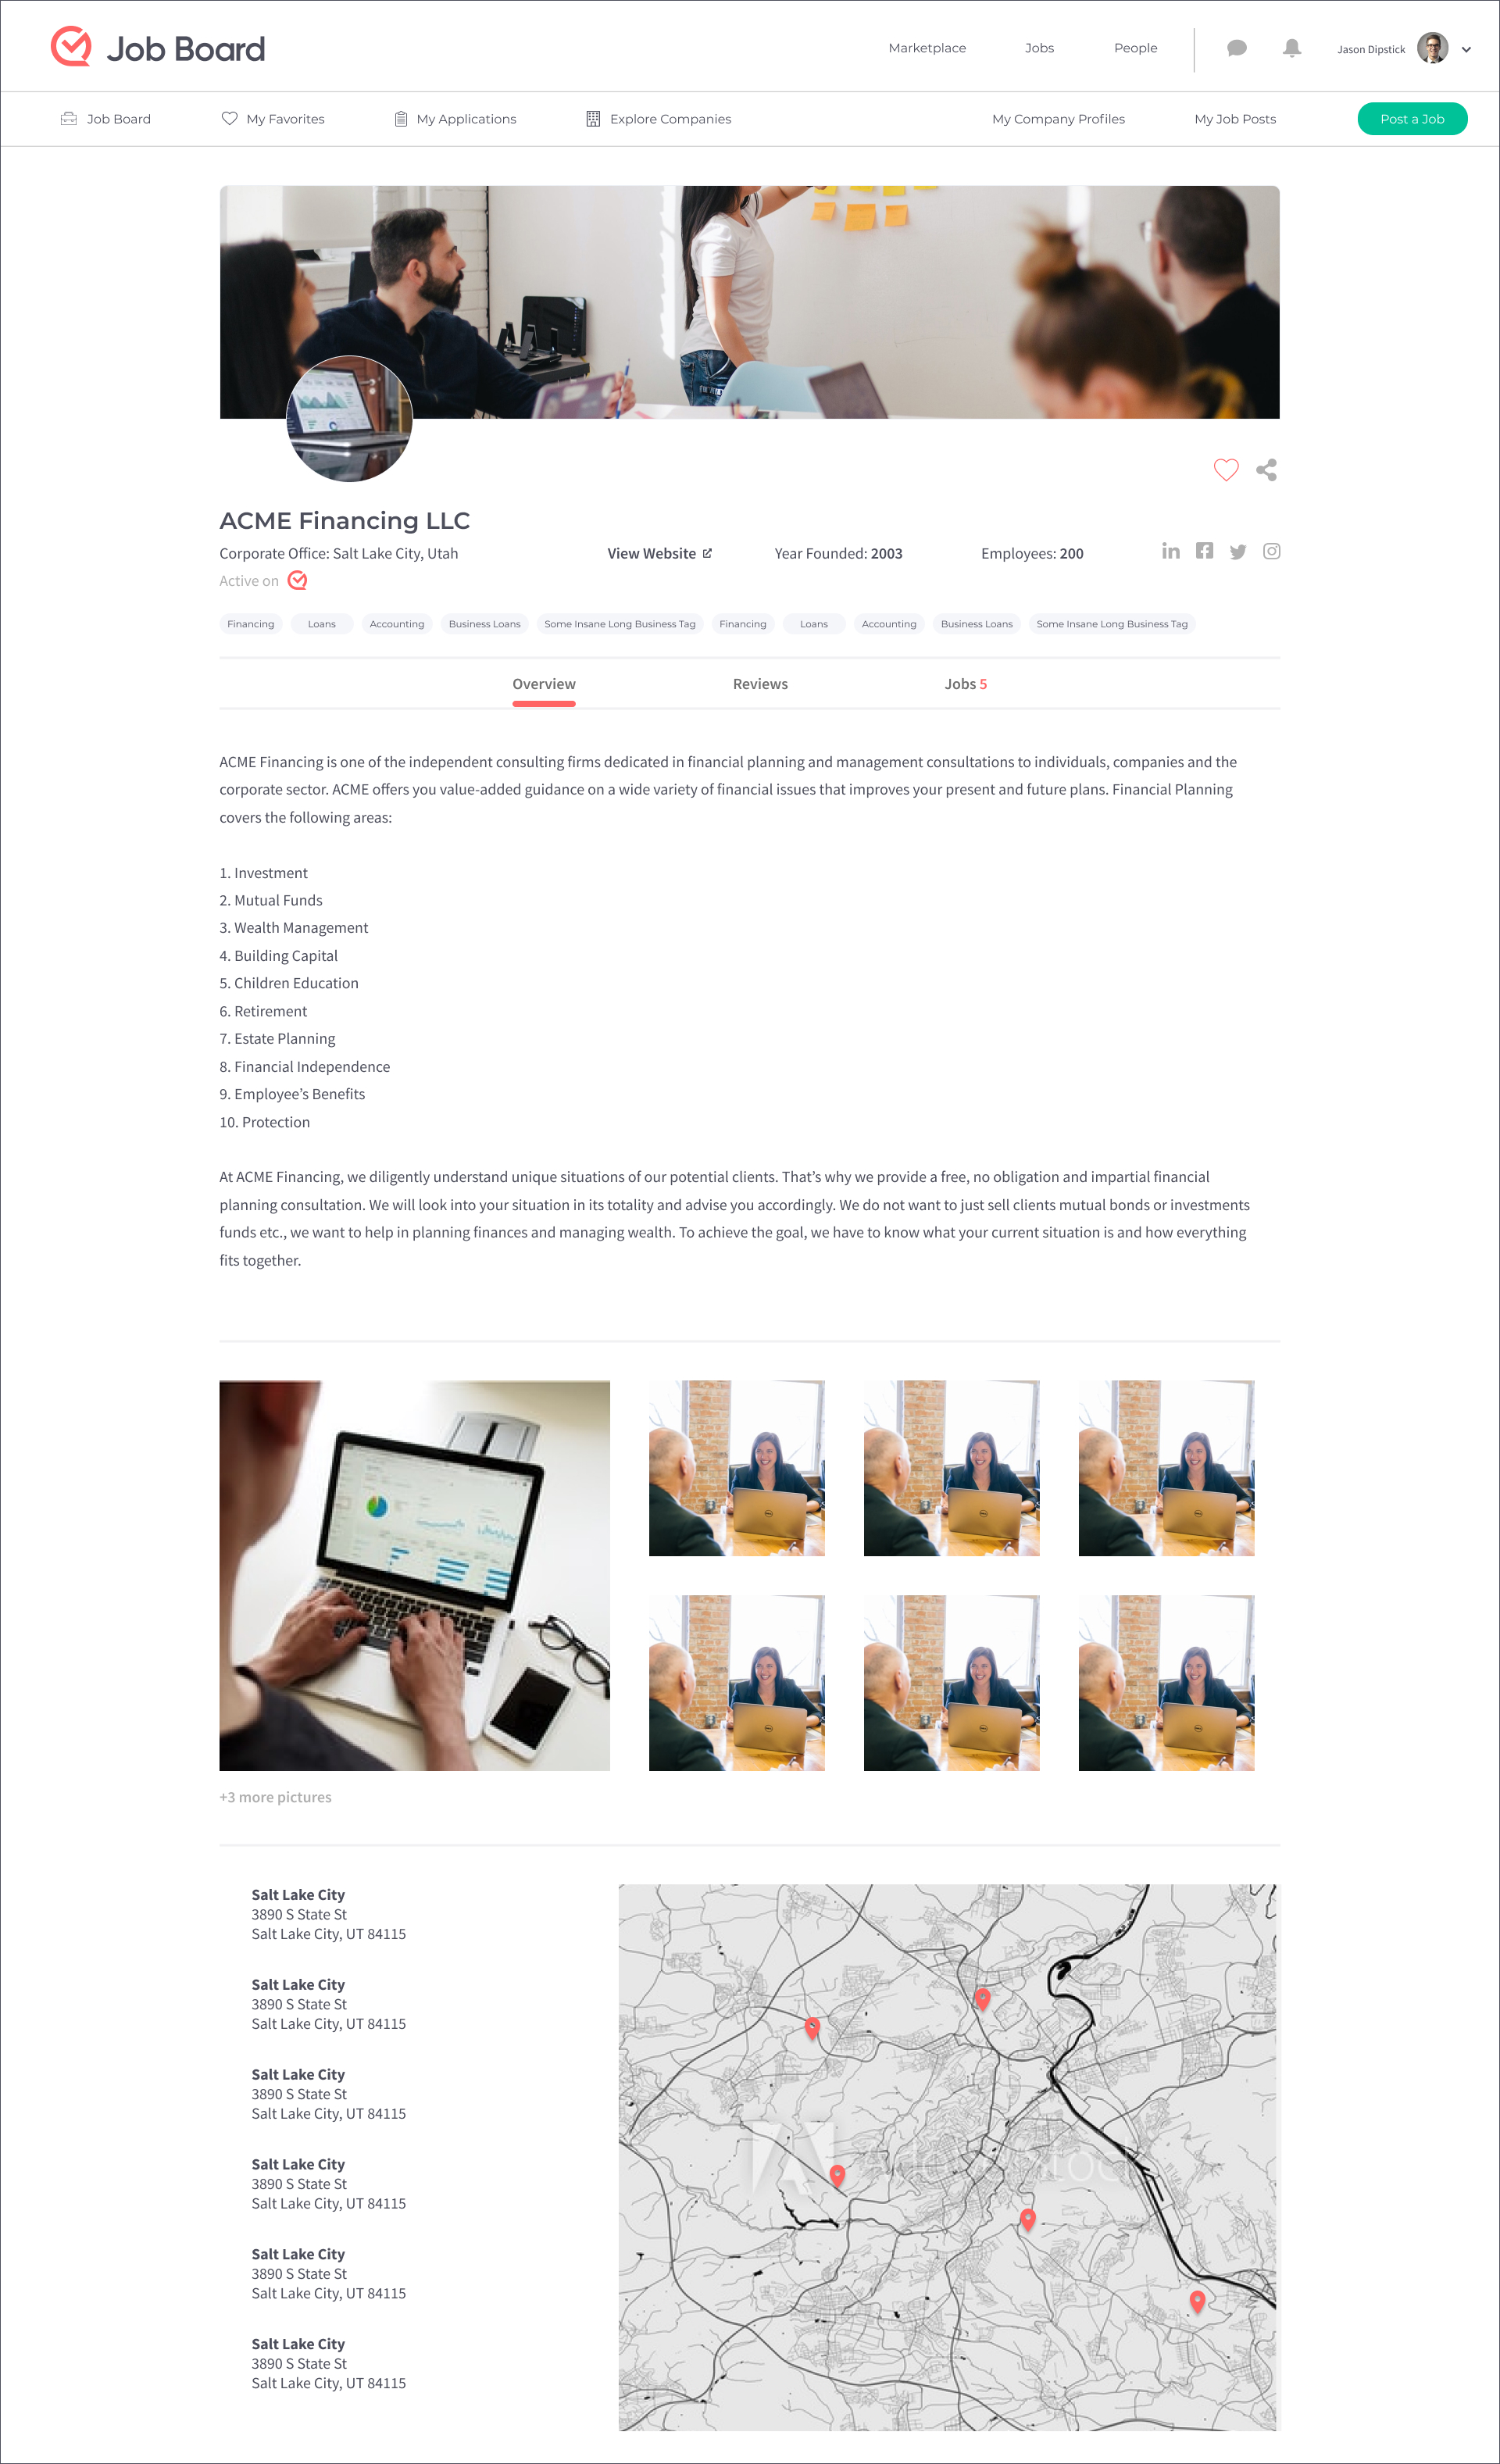 Job Board
Marketplace Jobs People Jason Dipstick
Job Board My Favorites My Applications Explore Companies My Company Profiles My Job Posts Post a Job
ACME Financing LLC
Corporate Office: Salt Lake City, Utah View Website Year Founded: 2003 Employees: 200
Active on
Financing Loans Accounting Business Loans Some Insane Long Business Tag Financing Loans Accounting Business Loans Some Insane Long Business Tag
Overview Reviews Jobs 5
ACME Financing is one of the independent consulting firms dedicated in financial planning and management consultations to individuals, companies and the
corporate sector. ACME offers you value-added guidance on a wide variety of financial issues that improves your present and future plans. Financial Planning
covers the following areas:
1. Investment
2. Mutual Funds
3. Wealth Management
4. Building Capital
5. Children Education
6. Retirement
7. Estate Planning
8. Financial Independence
9. Employee’s Benefits
10. Protection
At ACME Financing, we diligently understand unique situations of our potential clients. That’s why we provide a free, no obligation and impartial financial
planning consultation. We will look into your situation in its totality and advise you accordingly. We do not want to just sell clients mutual bonds or investments
funds etc., we want to help in planning finances and managing wealth. To achieve the goal, we have to know what your current situation is and how everything
fits together.
+3 more pictures
Salt Lake City
3890 S State St
Salt Lake City, UT 84115
Salt Lake City
3890 S State St
Salt Lake City, UT 84115
Salt Lake City
3890 S State St
Salt Lake City, UT 84115
Salt Lake City
3890 S State St
Salt Lake City, UT 84115
Salt Lake City
3890 S State St
Salt Lake City, UT 84115
Salt Lake City
3890 S State St
Salt Lake City, UT 84115